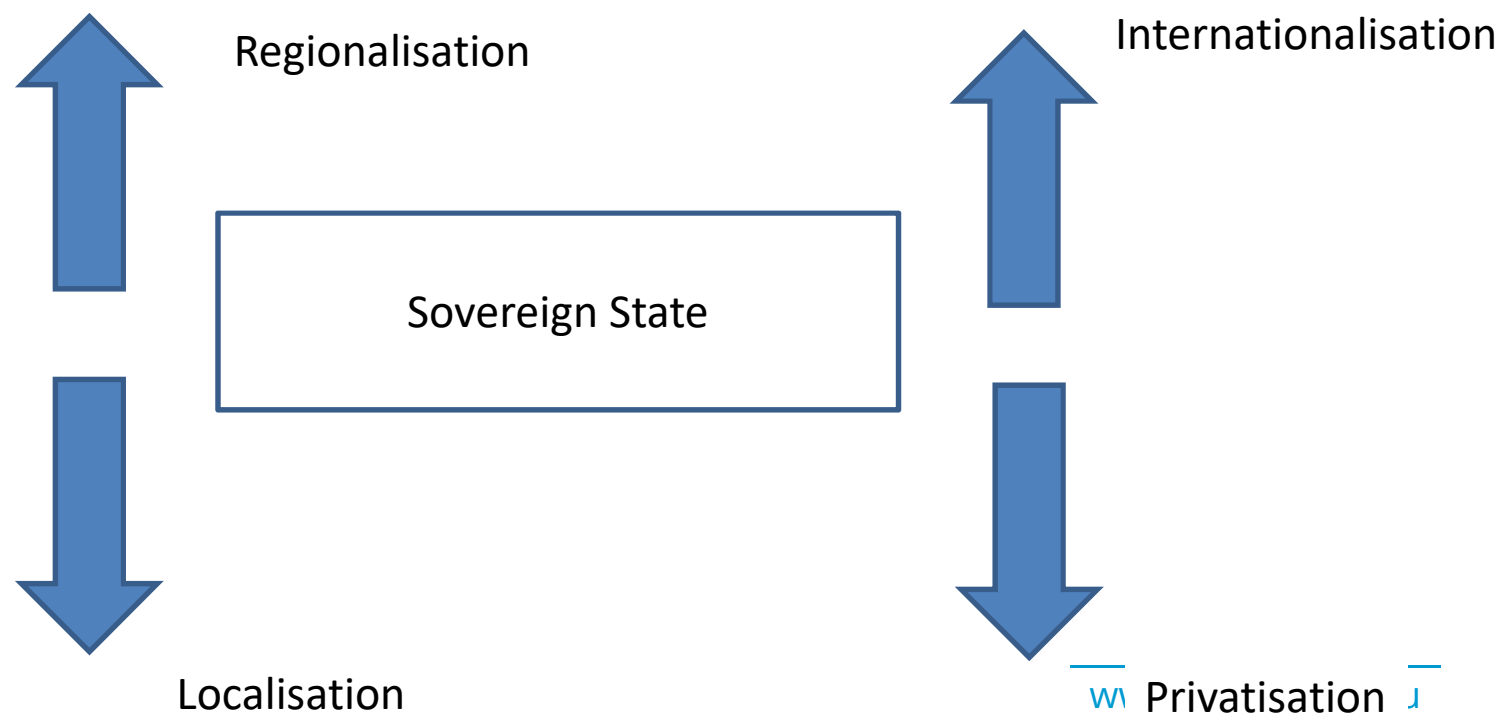 Internationalisation
Regionalisation
Sovereign State
Localisation
Privatisation